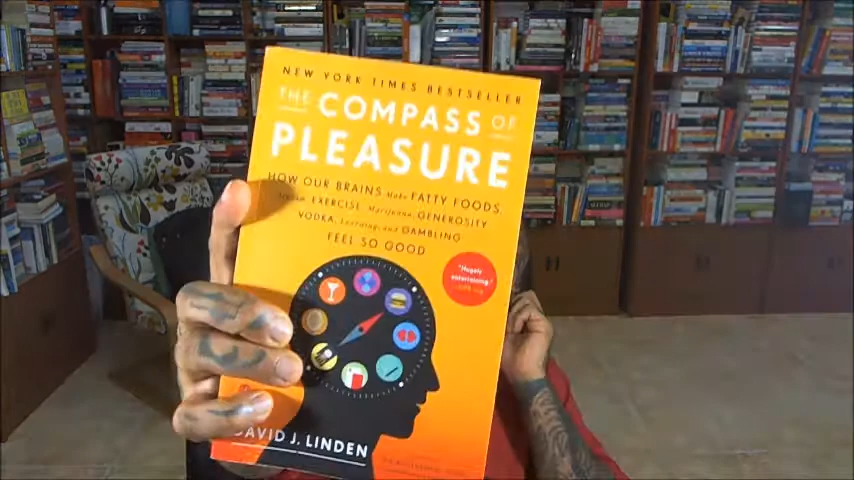 NEW YORK TIMES BESTSELLER
THE COMPASS OF
PLEASURE
HOW OUR BRAINS Make FATTY FOODS,
EXERCISE, Marijuana, GENEROSITY,
VODKA, Learning, and GAMBLING
FEEL SO GOOD
"Hugely
entertaining."
DAVID J. LINDEN